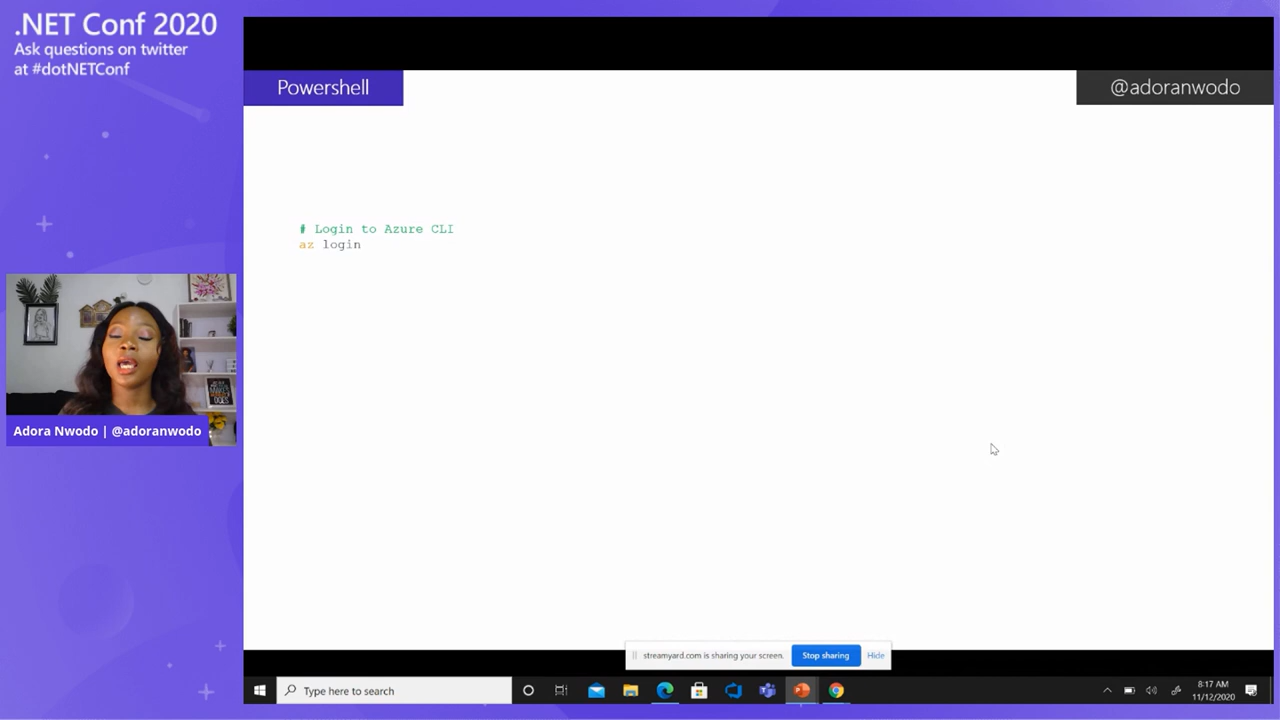 .NET Conf 2020
Ask questions on twitter
at #dotNETConf
Powershell
@adoranwodo
# Login to Azure CLI
az login
Adora Nwodo | @adoranwodo
streamyard.com is sharing your screen.
Stop sharing
Hide
Type here to search
8:17 AM
11/12/2020